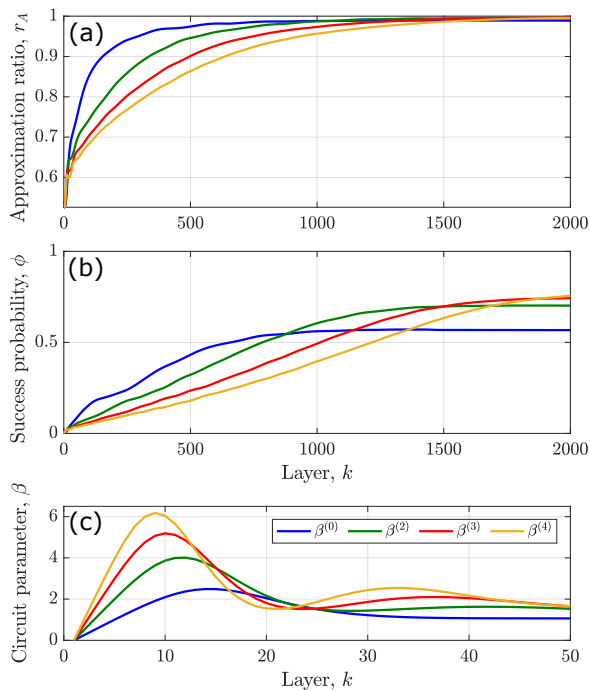 (a)
Approximation ratio, r_A
1
0.9
0.8
0.7
0.6
0 500 1000 1500 2000
(b)
Success probability, ϕ
1
0.5
0
0 500 1000 1500 2000
Layer, k
(c)
Circuit parameter, β
6
4
2
0
β^(0) β^(2) β^(3) β^(4)
0 10 20 30 40 50
Layer, k